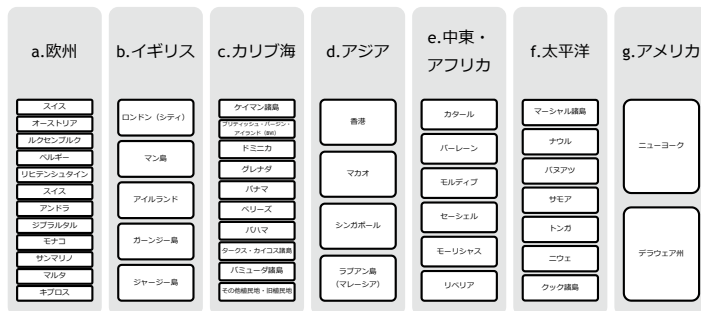 a.欧州
スイス
オーストリア
ルクセンブルク
ベルギー
リヒテンシュタイン
スイス
アンドラ
ジブラルタル
モナコ
サンマリノ
マルタ
キプロス
b.イギリス
ロンドン（シティ）
マン島
アイルランド
ガーンジー島
ジャージー島
c.カリブ海
ケイマン諸島
ブリティッシュ・バージン・
アイランド（BVI）
ドミニカ
グレナダ
パナマ
ベリーズ
バハマ
タークス・カイコス諸島
バミューダ諸島
その他植民地・旧植民地
d.アジア
香港
マカオ
シンガポール
ラブアン島
（マレーシア）
e.中東・
アフリカ
カタール
バーレーン
モルディブ
セーシェル
モーリシャス
リベリア
f.太平洋
マーシャル諸島
ナウル
バヌアツ
サモア
トンガ
ニウェ
クック諸島
g.アメリカ
ニューヨーク
デラウェア州